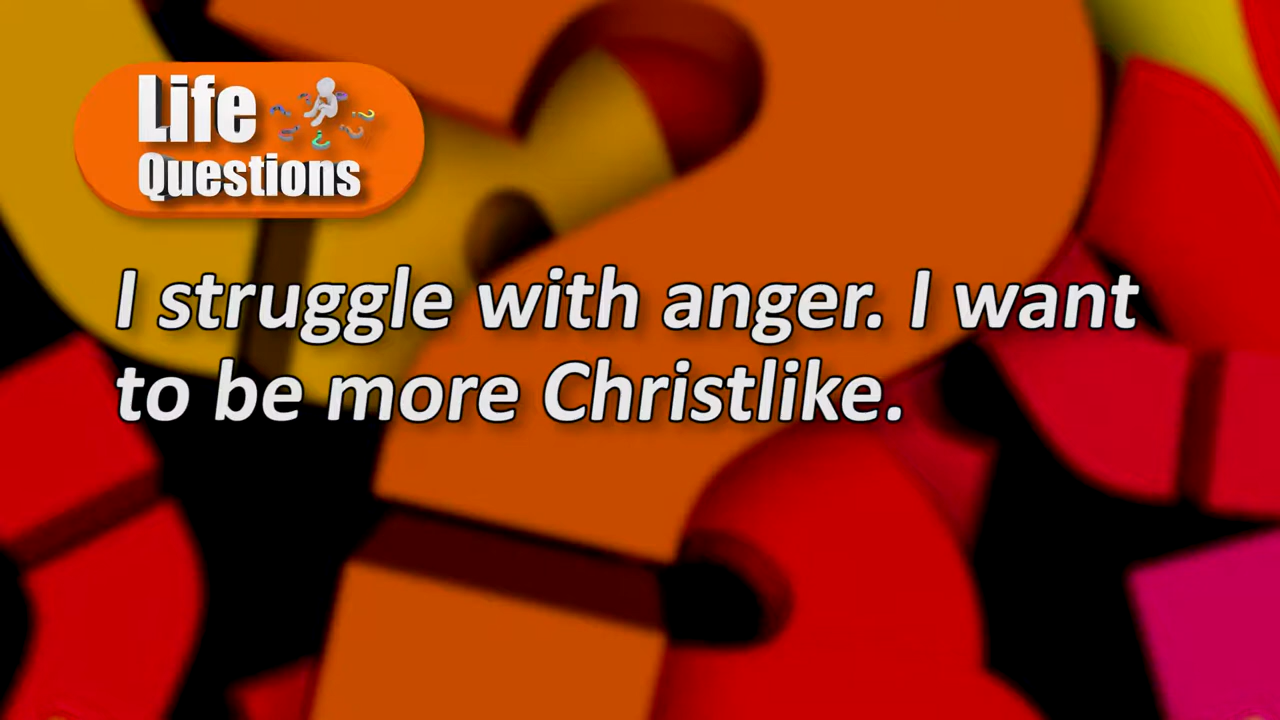 Life
Questions
I struggle with anger. I want
to be more Christlike.